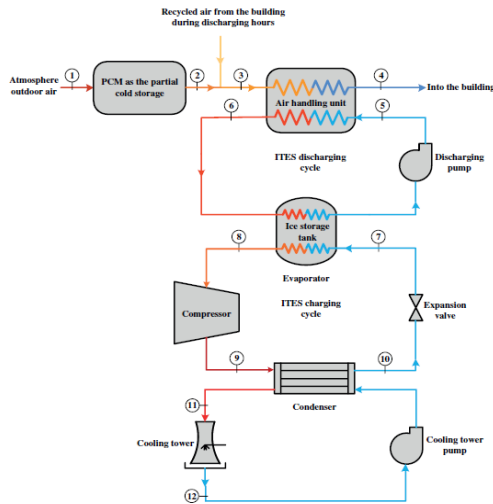 Recycled air from the building
during discharging hours
1
2
3
4
Atmosphere
outdoor air
PCM as the partial
cold storage
Air handling unit
Into the building
6
5
ITES discharging
cycle
Discharging
pump
Ice storage
tank
8
7
Evaporator
ITES charging
cycle
Compressor
Expansion
valve
9
10
Condenser
11
Cooling tower
Cooling tower
pump
12